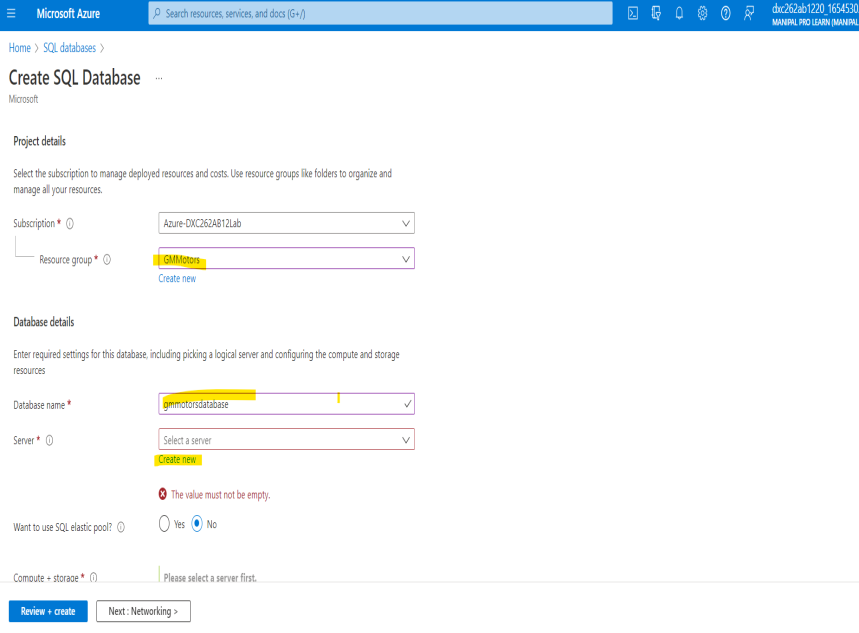 Microsoft Azure
Search resources, services, and docs (G+/)
dxc262ab1220_1654530
MANIPAL PRO LEARN (MANIPAL
Home > SQL databases >
Create SQL Database ...
Microsoft
Project details
Select the subscription to manage deployed resources and costs. Use resource groups like folders to organize and
manage all your resources.
Subscription * Azure-DXC262AB12Lab
Resource group * GMMotors
Create new
Database details
Enter required settings for this database, including picking a logical server and configuring the compute and storage
resources
Database name * gmmotorsdatabase
Server * Select a server
Create new
The value must not be empty.
Want to use SQL elastic pool? Yes No
Compute + storage * Please select a server first.
Review + create Next : Networking >